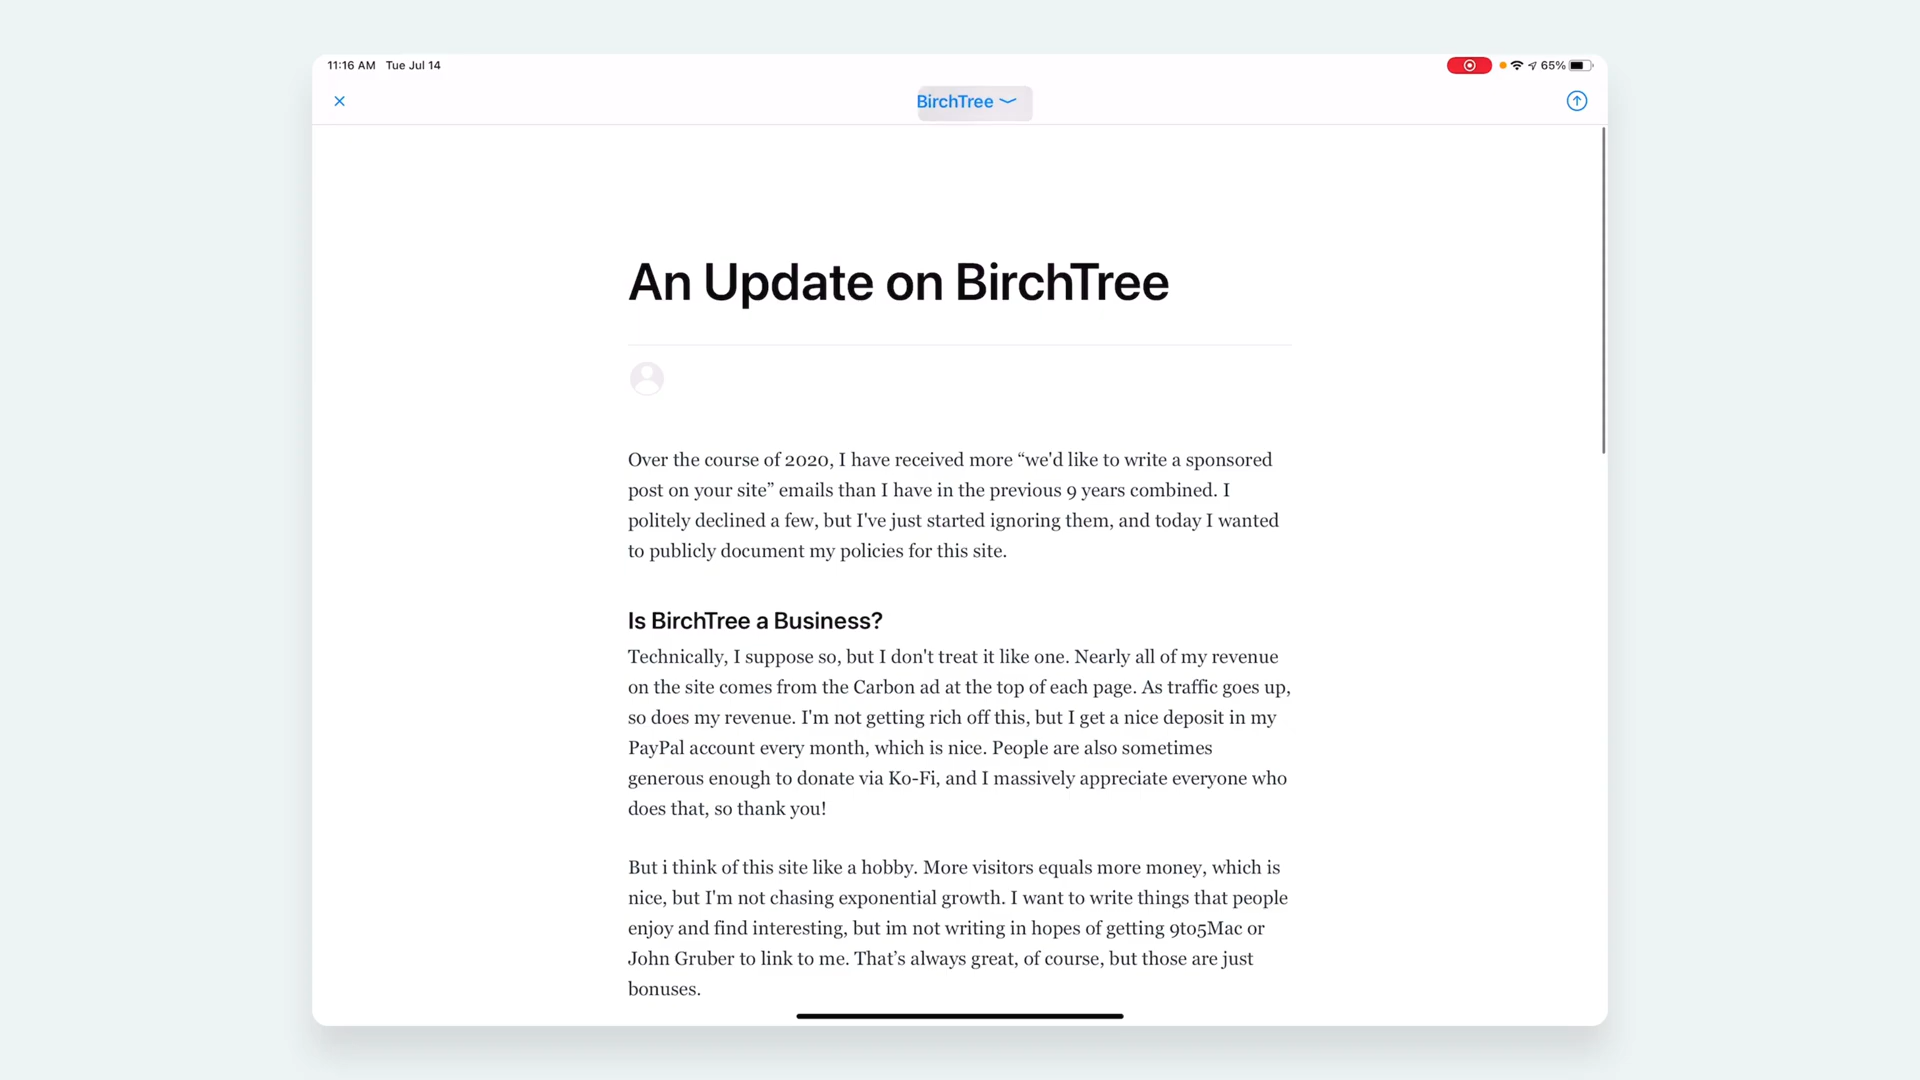 11:16 AM Tue Jul 14
65%
BirchTree
An Update on BirchTree
Over the course of 2020, I have received more “we'd like to write a sponsored
post on your site” emails than I have in the previous 9 years combined. I
politely declined a few, but I've just started ignoring them, and today I wanted
to publicly document my policies for this site.
Is BirchTree a Business?
Technically, I suppose so, but I don't treat it like one. Nearly all of my revenue
on the site comes from the Carbon ad at the top of each page. As traffic goes up,
so does my revenue. I'm not getting rich off this, but I get a nice deposit in my
PayPal account every month, which is nice. People are also sometimes
generous enough to donate via Ko-Fi, and I massively appreciate everyone who
does that, so thank you!
But i think of this site like a hobby. More visitors equals more money, which is
nice, but I'm not chasing exponential growth. I want to write things that people
enjoy and find interesting, but im not writing in hopes of getting 9to5Mac or
John Gruber to link to me. That’s always great, of course, but those are just
bonuses.